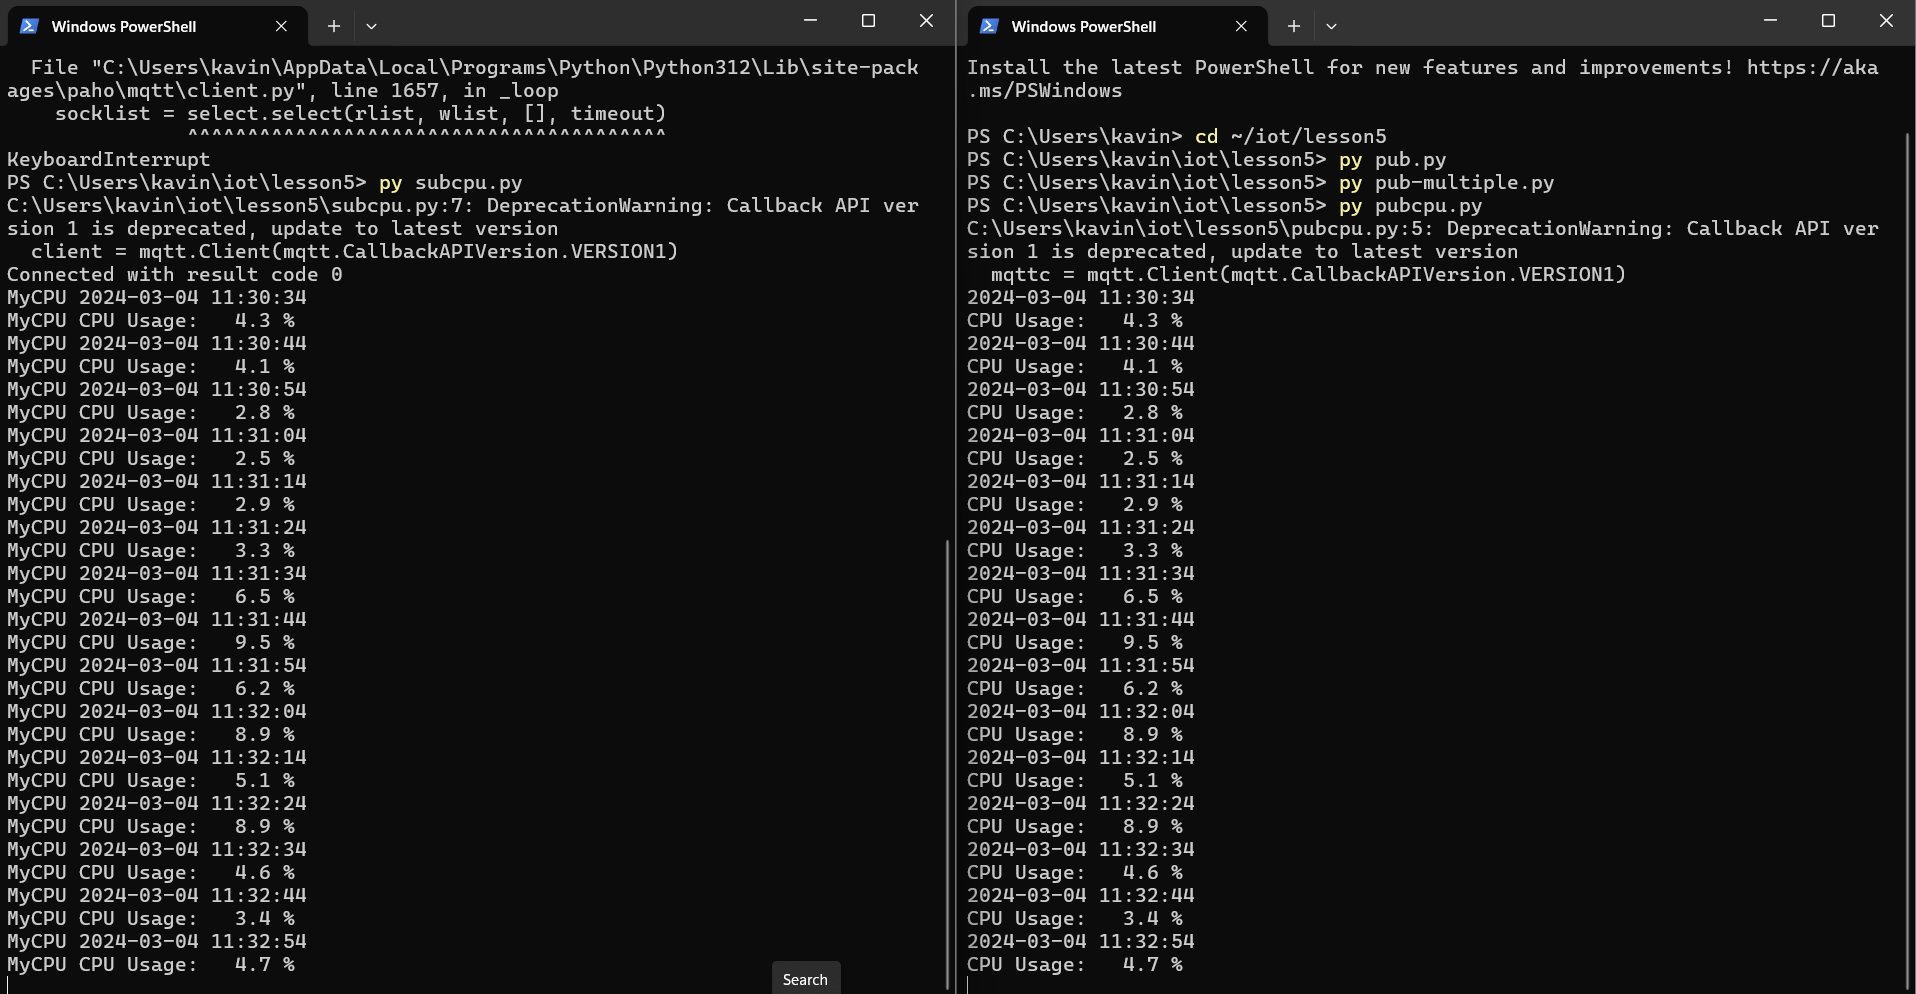 Windows PowerShell
  File "C:\Users\kavin\AppData\Local\Programs\Python\Python312\Lib\site-pack
ages\paho\mqtt\client.py", line 1657, in _loop
    socklist = select.select(rlist, wlist, [], timeout)
               ^^^^^^^^^^^^^^^^^^^^^^^^^^^^^^^^^^^^^^^^
KeyboardInterrupt
PS C:\Users\kavin\iot\lesson5> py subcpu.py
C:\Users\kavin\iot\lesson5\subcpu.py:7: DeprecationWarning: Callback API ver
sion 1 is deprecated, update to latest version
  client = mqtt.Client(mqtt.CallbackAPIVersion.VERSION1)
Connected with result code 0
MyCPU 2024-03-04 11:30:34
MyCPU CPU Usage:   4.3 %
MyCPU 2024-03-04 11:30:44
MyCPU CPU Usage:   4.1 %
MyCPU 2024-03-04 11:30:54
MyCPU CPU Usage:   2.8 %
MyCPU 2024-03-04 11:31:04
MyCPU CPU Usage:   2.5 %
MyCPU 2024-03-04 11:31:14
MyCPU CPU Usage:   2.9 %
MyCPU 2024-03-04 11:31:24
MyCPU CPU Usage:   3.3 %
MyCPU 2024-03-04 11:31:34
MyCPU CPU Usage:   6.5 %
MyCPU 2024-03-04 11:31:44
MyCPU CPU Usage:   9.5 %
MyCPU 2024-03-04 11:31:54
MyCPU CPU Usage:   6.2 %
MyCPU 2024-03-04 11:32:04
MyCPU CPU Usage:   8.9 %
MyCPU 2024-03-04 11:32:14
MyCPU CPU Usage:   5.1 %
MyCPU 2024-03-04 11:32:24
MyCPU CPU Usage:   8.9 %
MyCPU 2024-03-04 11:32:34
MyCPU CPU Usage:   4.6 %
MyCPU 2024-03-04 11:32:44
MyCPU CPU Usage:   3.4 %
MyCPU 2024-03-04 11:32:54
MyCPU CPU Usage:   4.7 %
Search
Windows PowerShell
Install the latest PowerShell for new features and improvements! https://aka
.ms/PSWindows
PS C:\Users\kavin> cd ~/iot/lesson5
PS C:\Users\kavin\iot\lesson5> py pub.py
PS C:\Users\kavin\iot\lesson5> py pub-multiple.py
PS C:\Users\kavin\iot\lesson5> py pubcpu.py
C:\Users\kavin\iot\lesson5\pubcpu.py:5: DeprecationWarning: Callback API ver
sion 1 is deprecated, update to latest version
  mqttc = mqtt.Client(mqtt.CallbackAPIVersion.VERSION1)
2024-03-04 11:30:34
CPU Usage:   4.3 %
2024-03-04 11:30:44
CPU Usage:   4.1 %
2024-03-04 11:30:54
CPU Usage:   2.8 %
2024-03-04 11:31:04
CPU Usage:   2.5 %
2024-03-04 11:31:14
CPU Usage:   2.9 %
2024-03-04 11:31:24
CPU Usage:   3.3 %
2024-03-04 11:31:34
CPU Usage:   6.5 %
2024-03-04 11:31:44
CPU Usage:   9.5 %
2024-03-04 11:31:54
CPU Usage:   6.2 %
2024-03-04 11:32:04
CPU Usage:   8.9 %
2024-03-04 11:32:14
CPU Usage:   5.1 %
2024-03-04 11:32:24
CPU Usage:   8.9 %
2024-03-04 11:32:34
CPU Usage:   4.6 %
2024-03-04 11:32:44
CPU Usage:   3.4 %
2024-03-04 11:32:54
CPU Usage:   4.7 %